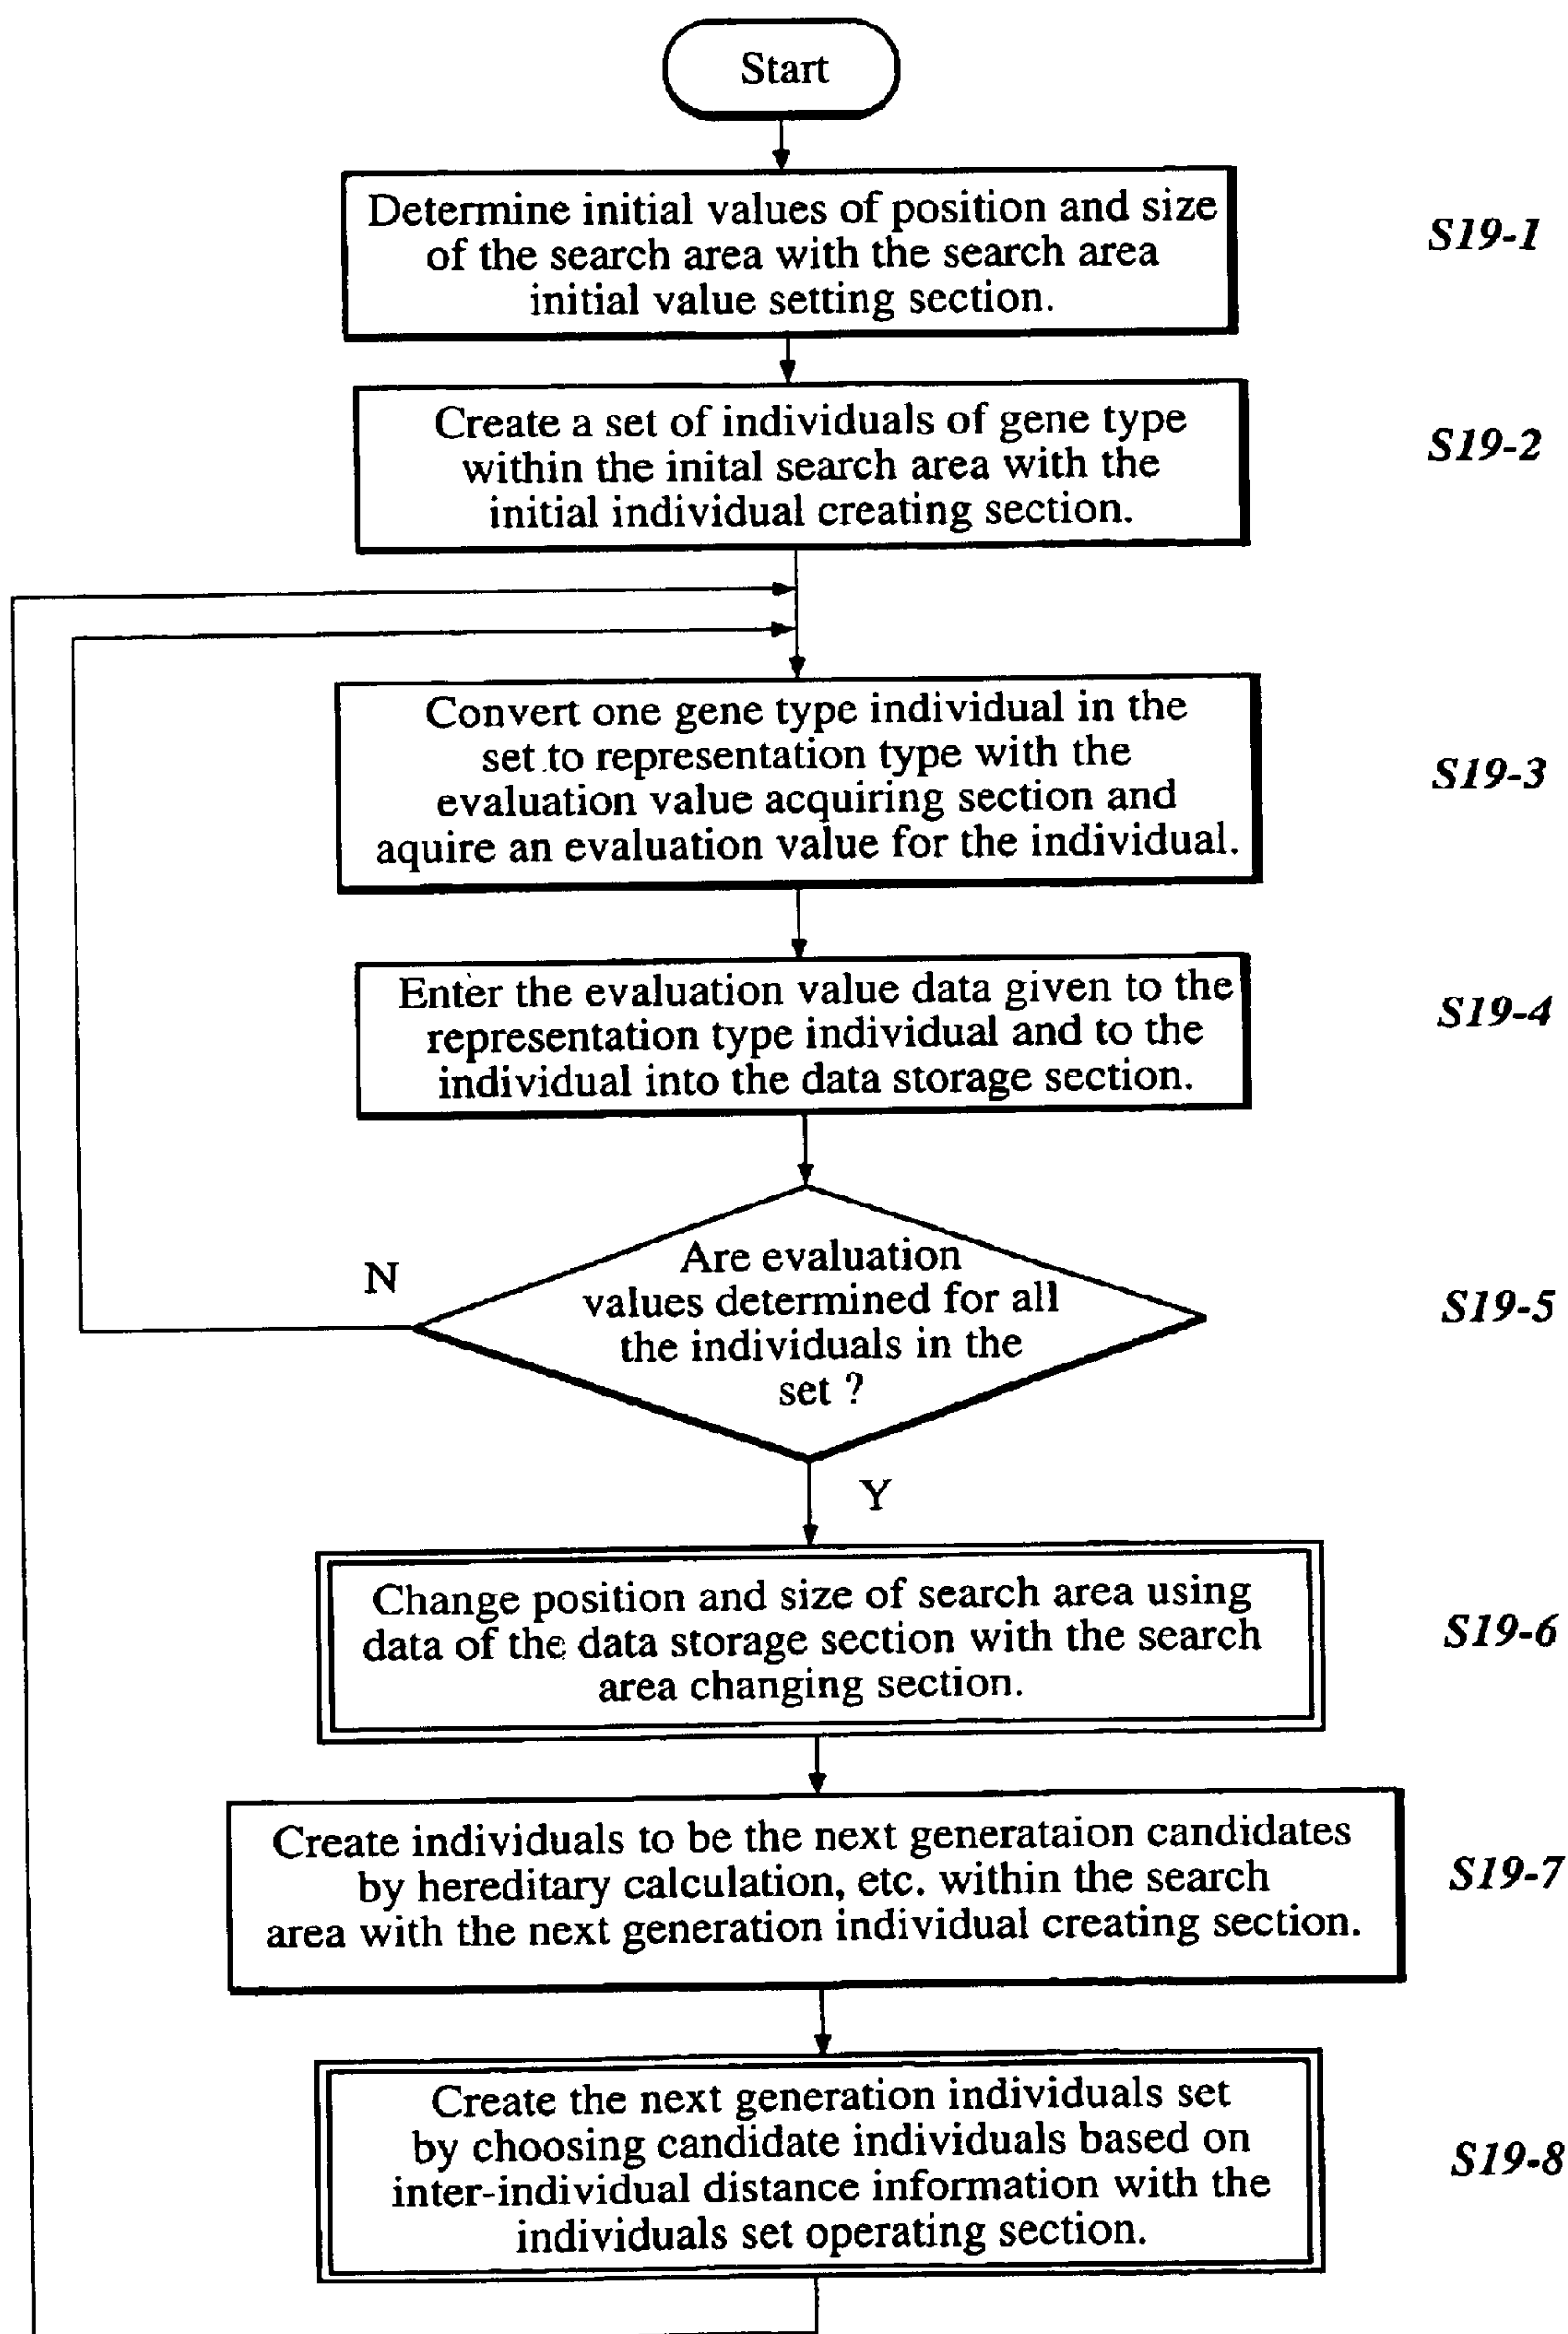 Start
Determine initial values of position and size
of the search area with the search area
initial value setting section.
S19-1
Create a set of individuals of gene type
within the inital search area with the
initial individual creating section.
S19-2
Convert one gene type individual in the
set to representation type with the
evaluation value acquiring section and
aquire an evaluation value for the individual.
S19-3
Enter the evaluation value data given to the
representation type individual and to the
individual into the data storage section.
S19-4
N
Are evaluation
values determined for all
the individuals in the
set ?
S19-5
Y
Change position and size of search area using
data of the data storage section with the search
area changing section.
S19-6
Create individuals to be the next generataion candidates
by hereditary calculation, etc. within the search
area with the next generation individual creating section.
S19-7
Create the next generation individuals set
by choosing candidate individuals based on
inter-individual distance information with the
individuals set operating section.
S19-8